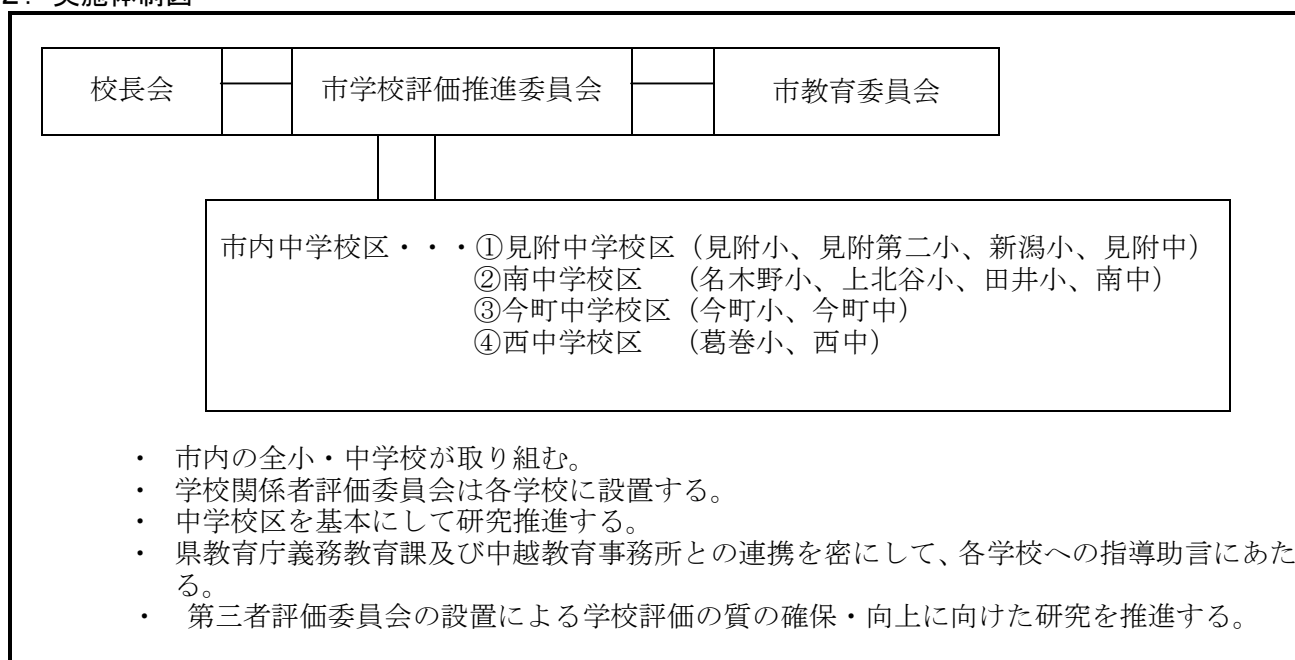 2．実施体制図
校長会
市学校評価推進委員会
市教育委員会
市内中学校区・・・①見附中学校区（見附小、見附第二小、新潟小、見附中）
②南中学校区　（名木野小、上北谷小、田井小、南中）
③今町中学校区（今町小、今町中）
④西中学校区　（葛巻小、西中）
・　市内の全小・中学校が取り組む。
・　学校関係者評価委員会は各学校に設置する。
・　中学校区を基本にして研究推進する。
・　県教育庁義務教育課及び中越教育事務所との連携を密にして、各学校への指導助言にあた
る。
・　第三者評価委員会の設置による学校評価の質の確保・向上に向けた研究を推進する。